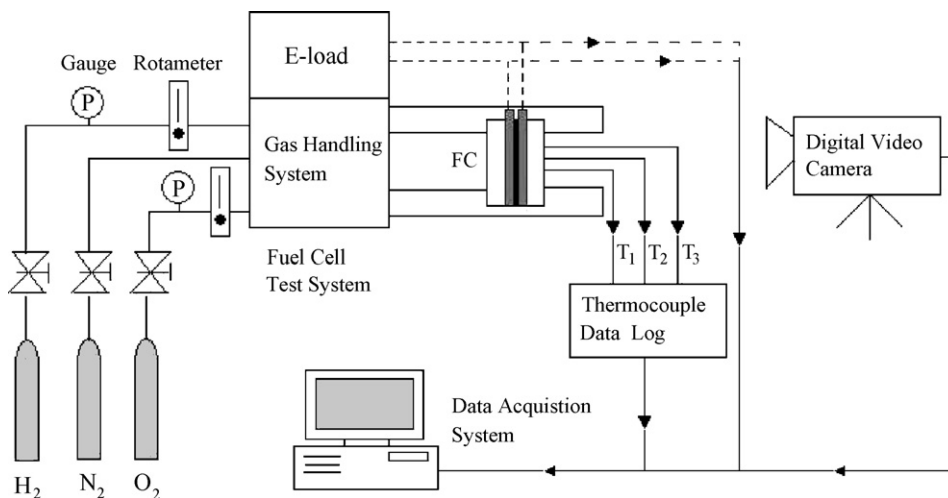 E-load
Gauge
Rotameter
P
Gas Handling
System
FC
Digital Video
Camera
P
Fuel Cell
Test System
T1
T2
T3
Thermocouple
Data Log
Data Acquistion
System
H2
N2
O2